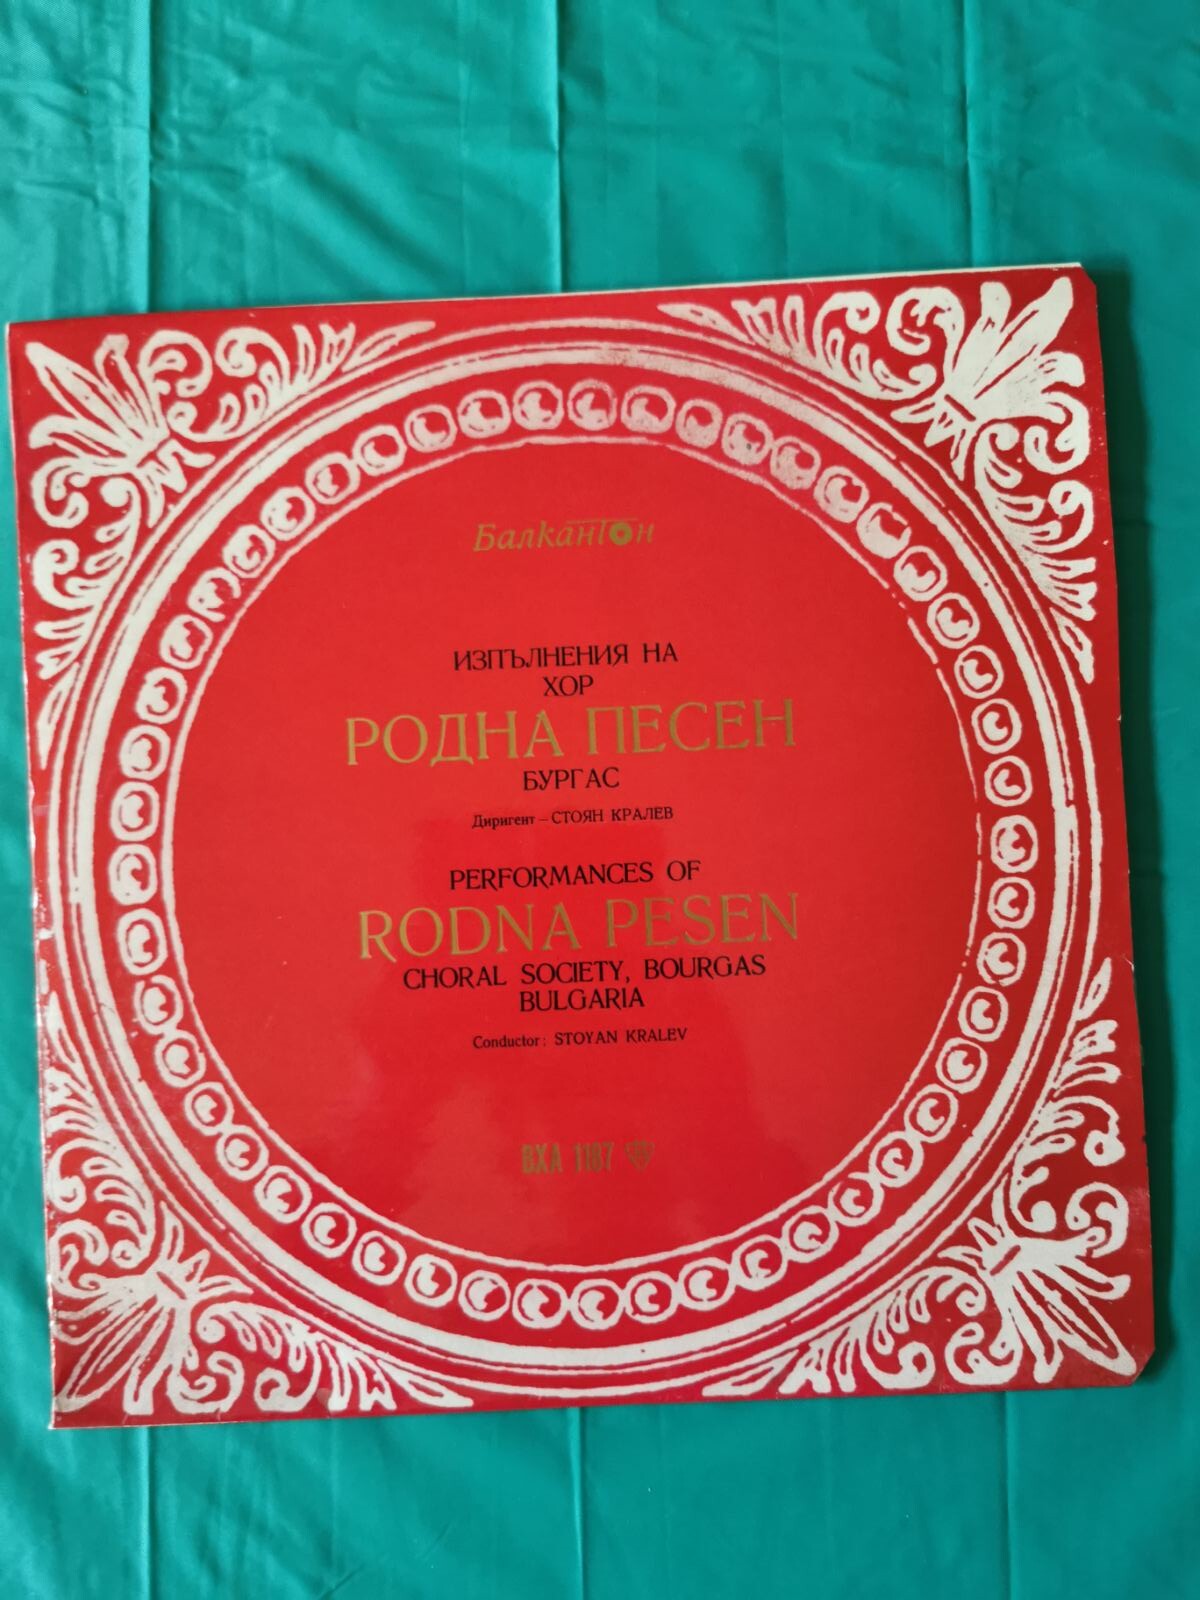 Балкантон
ИЗПЪЛНЕНИЯ НА
ХОР
РОДНА ПЕСЕН
БУРГАС
Диригент – СТОЯН КРАЛЕВ
PERFORMANCES OF
RODNA PESEN
CHORAL SOCIETY, BOURGAS
BULGARIA
Conductor: STOYAN KRALEV
ВХА 1187